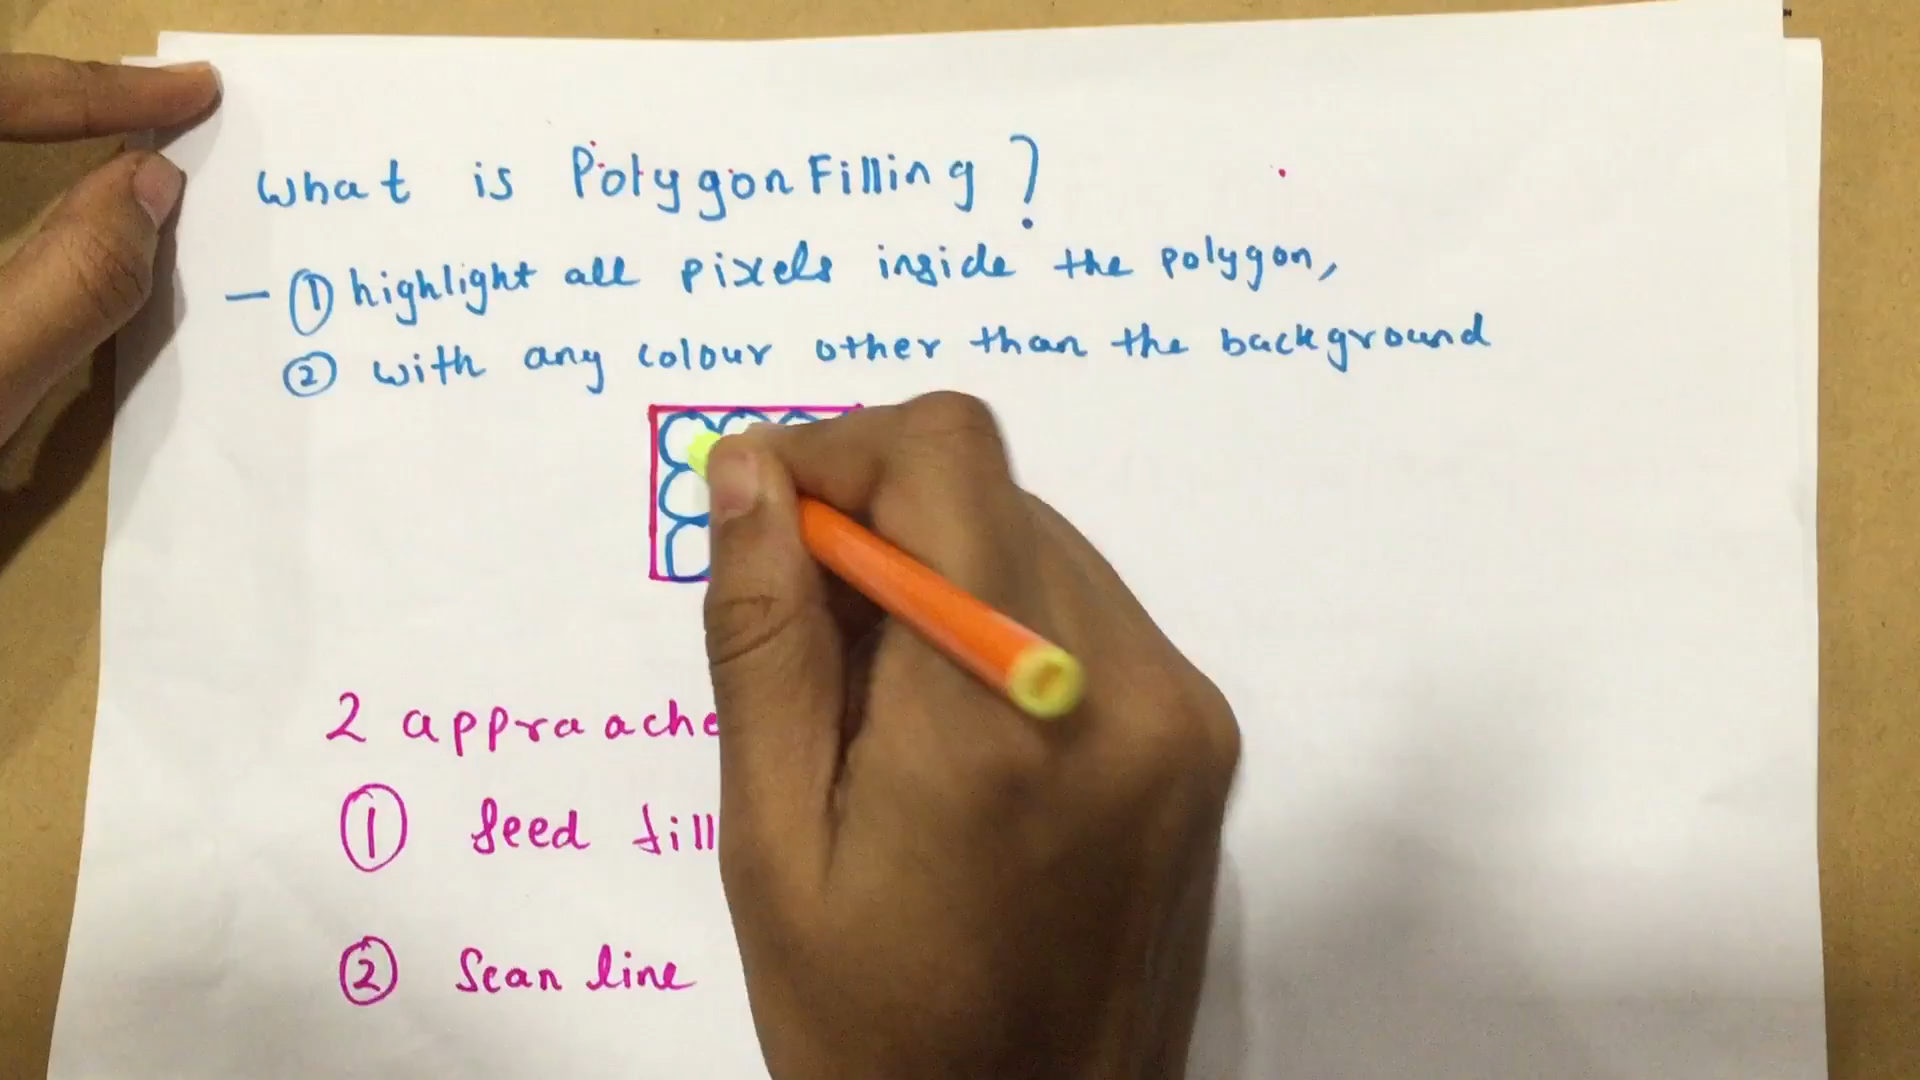 What is Polygon Filling?
- ① highlight all pixels inside the polygon,
② with any colour other than the background
2 appraache
① Seed fill
② Scan line